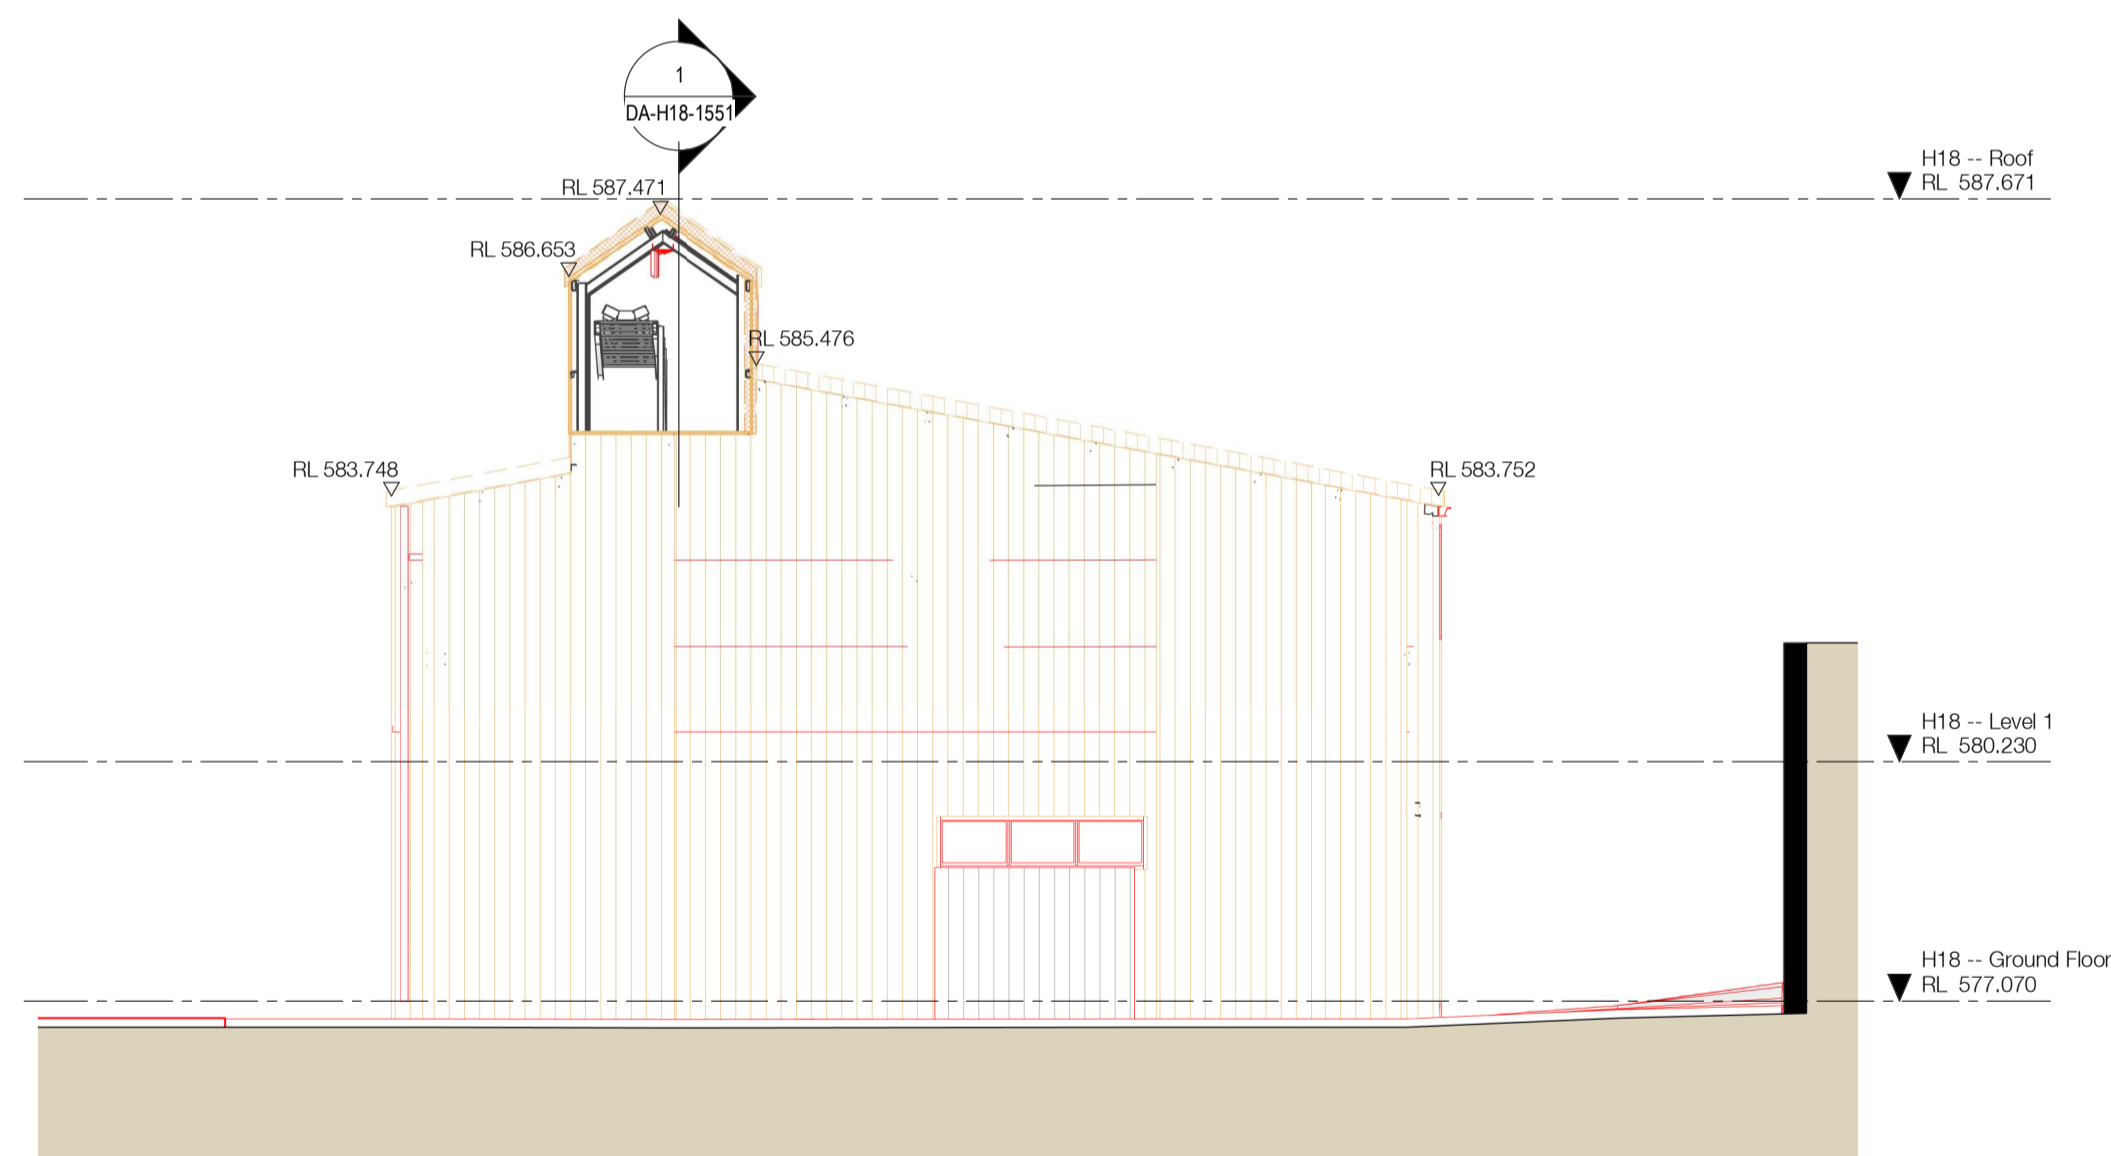 1
DA-H18-1551
H18 -- Roof
RL 587.671
RL 587.471
RL 586.653
RL 585.476
RL 583.748
RL 583.752
H18 -- Level 1
RL 580.230
H18 -- Ground Floor
RL 577.070